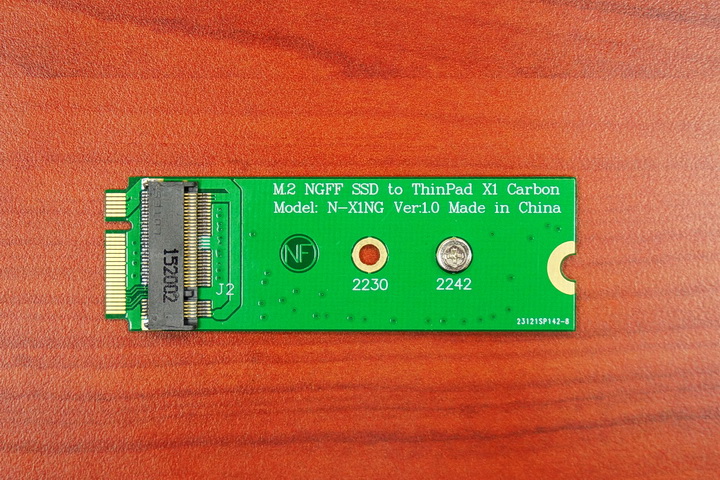 M.2 NGFF SSD to ThinPad X1 Carbon
Model: N-X1NG Ver:1.0 Made in China
NF
2230
2242
J2
152002
23121SP142-8